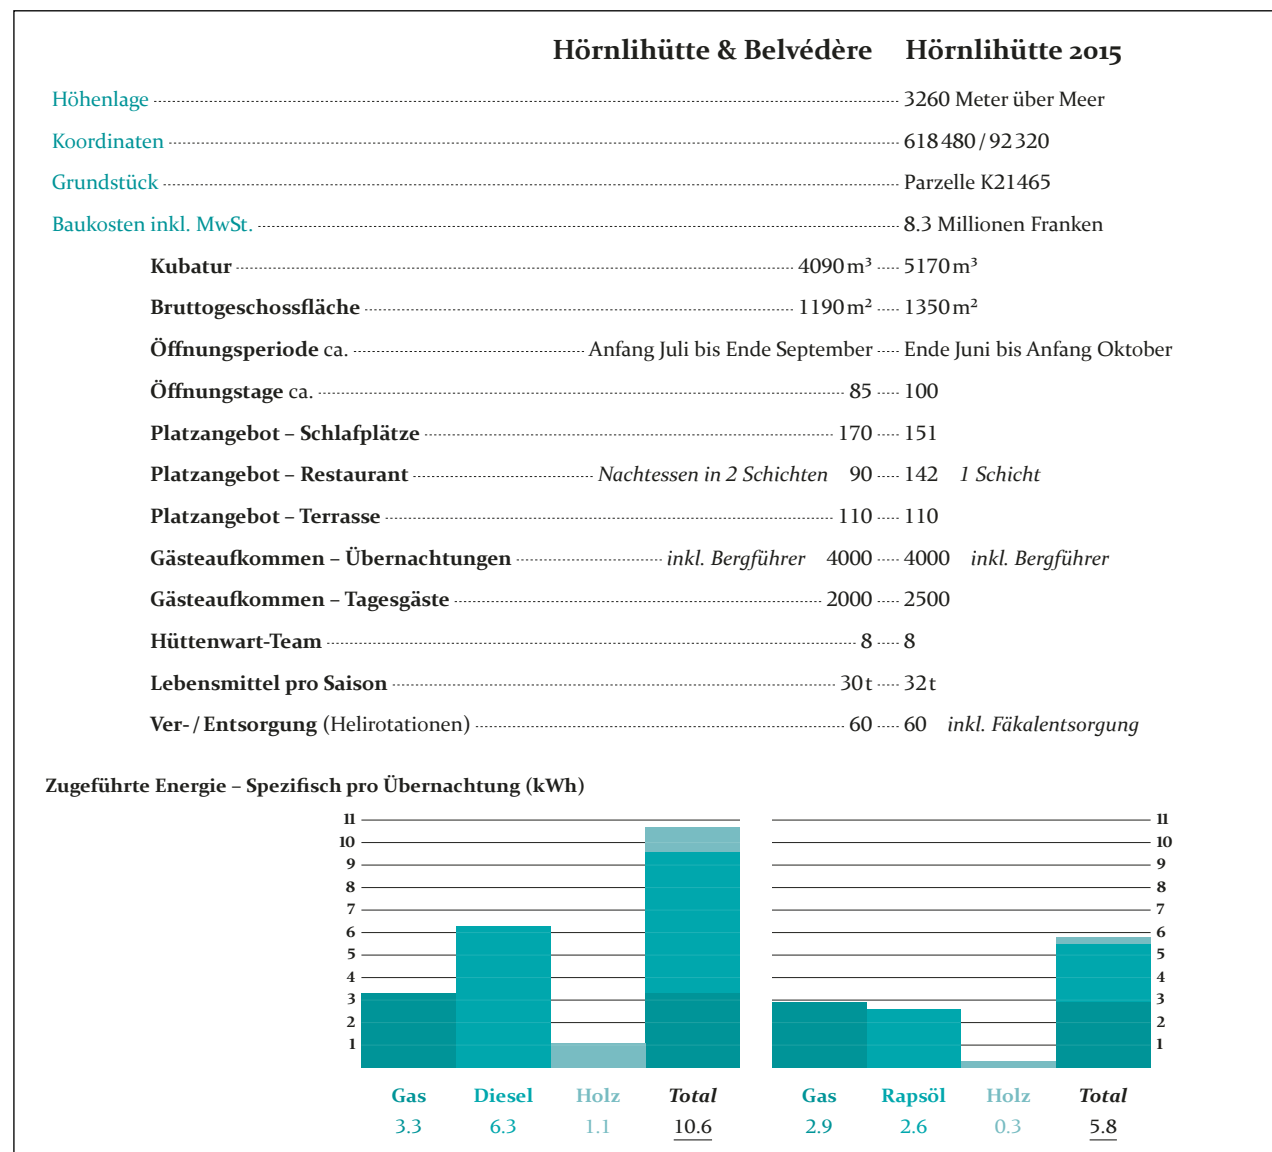 Hörnlihütte & Belvédère Hörnlihütte 2015
Höhenlage 3260 Meter über Meer
Koordinaten 618 480 / 92 320
Grundstück Parzelle K21465
Baukosten inkl. MwSt. 8.3 Millionen Franken
Kubatur 4090 m³ 5170 m³
Bruttogeschossfläche 1190 m² 1350 m²
Öffnungsperiode ca. Anfang Juli bis Ende September Ende Juni bis Anfang Oktober
Öffnungstage ca. 85 100
Platzangebot – Schlafplätze 170 151
Platzangebot – Restaurant Nachtessen in 2 Schichten 90 142 1 Schicht
Platzangebot – Terrasse 110 110
Gästeaufkommen – Übernachtungen inkl. Bergführer 4000 4000 inkl. Bergführer
Gästeaufkommen – Tagesgäste 2000 2500
Hüttenwart-Team 8 8
Lebensmittel pro Saison 30 t 32 t
Ver- / Entsorgung (Helirotationen) 60 60 inkl. Fäkalentsorgung
Zugeführte Energie – Spezifisch pro Übernachtung (kWh)
11 11
10 10
9 9
8 8
7 7
6 6
5 5
4 4
3 3
2 2
1 1
Gas Diesel Holz Total Gas Rapsöl Holz Total
3.3 6.3 1.1 10.6 2.9 2.6 0.3 5.8